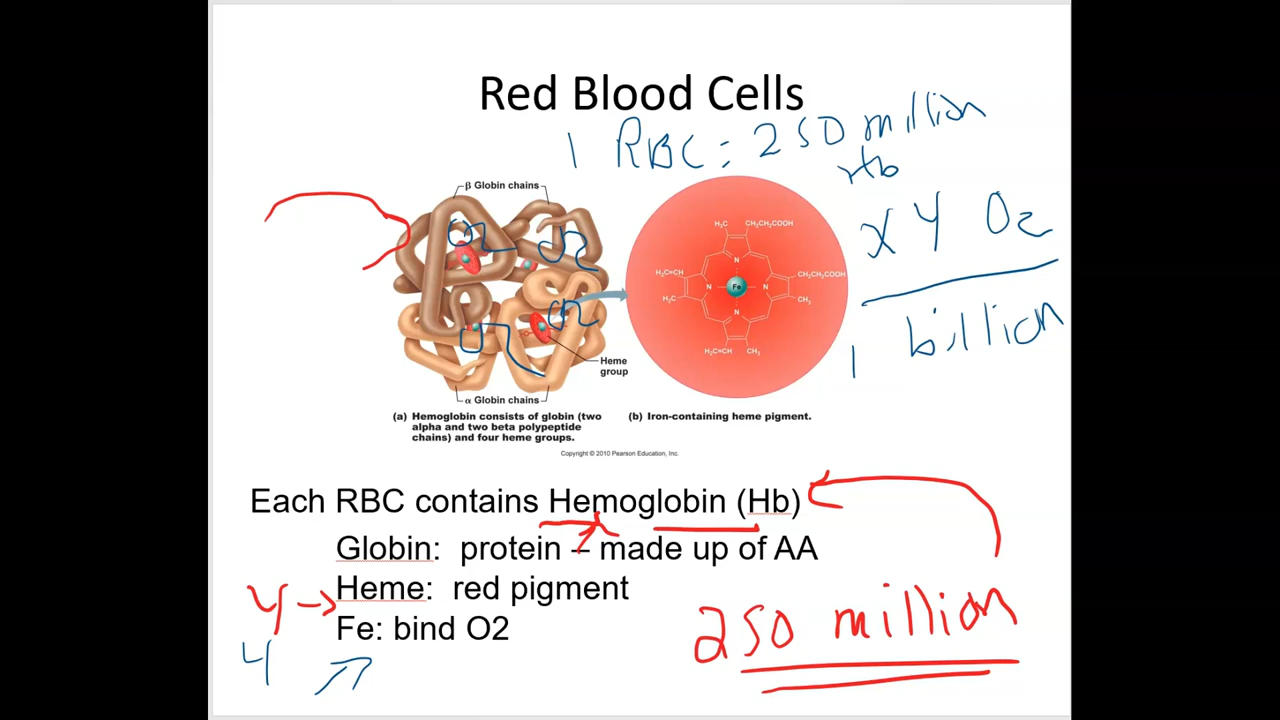 Red Blood Cells
1 RBC = 250 million
Hb
x 4 O2
1 billion
β Globin chains
Heme
group
α Globin chains
(a) Hemoglobin consists of globin (two
alpha and two beta polypeptide
chains) and four heme groups.
H₃C CH₂CH₂COOH
H₂C=CH CH₂CH₂COOH
N
N Fe N
N
H₃C CH₃
H₂C=CH CH₃
(b) Iron-containing heme pigment.
Copyright © 2010 Pearson Education, Inc.
O2 O2
O2 O2
Each RBC contains Hemoglobin (Hb)
Globin: protein – made up of AA
4 → Heme: red pigment
Fe: bind O2
4
250 million